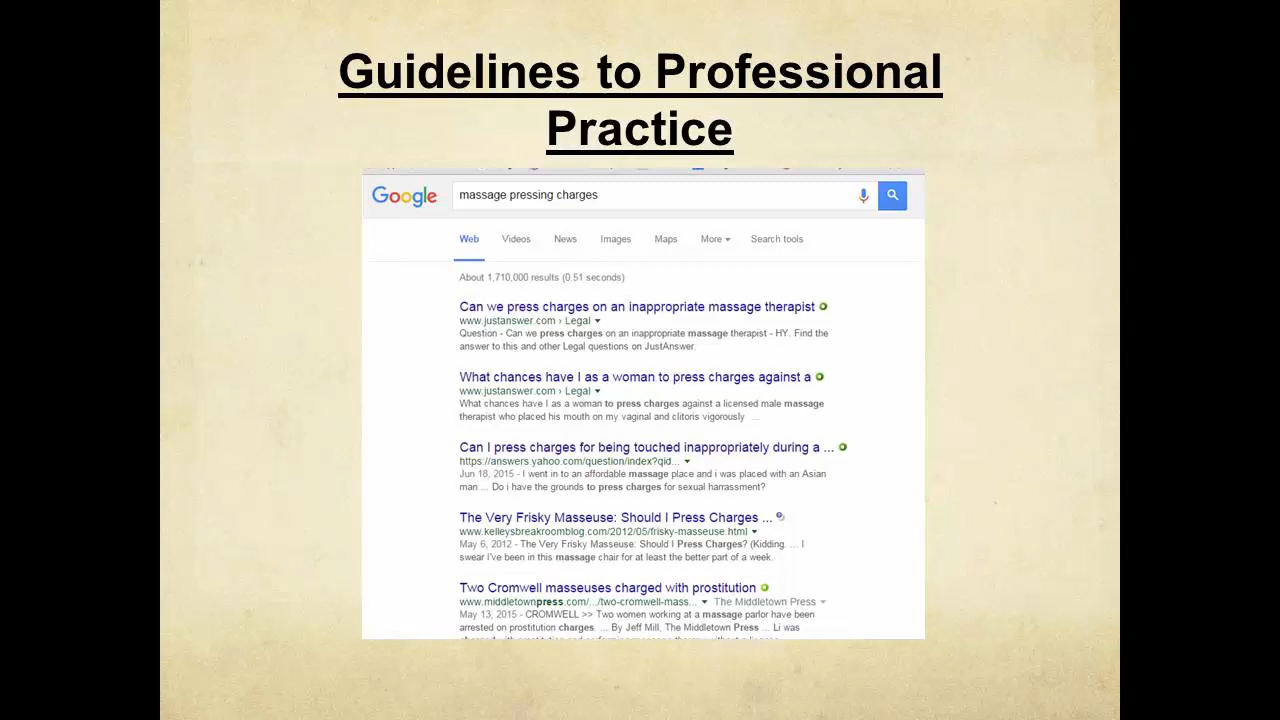 Guidelines to Professional
Practice
Google
massage pressing charges
Web Videos News Images Maps More Search tools
About 1,710,000 results (0.51 seconds)
Can we press charges on an inappropriate massage therapist
www.justanswer.com › Legal
Question - Can we press charges on an inappropriate massage therapist - HY. Find the
answer to this and other Legal questions on JustAnswer.
What chances have I as a woman to press charges against a
www.justanswer.com › Legal
What chances have I as a woman to press charges against a licensed male massage
therapist who placed his mouth on my vaginal and clitoris vigorously ...
Can I press charges for being touched inappropriately during a ...
https://answers.yahoo.com/question/index?qid...
Jun 18, 2015 - I went in to an affordable massage place and i was placed with an Asian
man ... Do i have the grounds to press charges for sexual harrassment?
The Very Frisky Masseuse: Should I Press Charges ...
www.kelleysbreakroomblog.com/2012/05/frisky-masseuse.html
May 6, 2012 - The Very Frisky Masseuse: Should I Press Charges? (Kidding. ... I
swear I've been in this massage chair for at least the better part of a week.
Two Cromwell masseuses charged with prostitution
www.middletownpress.com/.../two-cromwell-mass... The Middletown Press
May 13, 2015 - CROMWELL >> Two women working at a massage parlor have been
arrested on prostitution charges. ... By Jeff Mill, The Middletown Press ... Li was